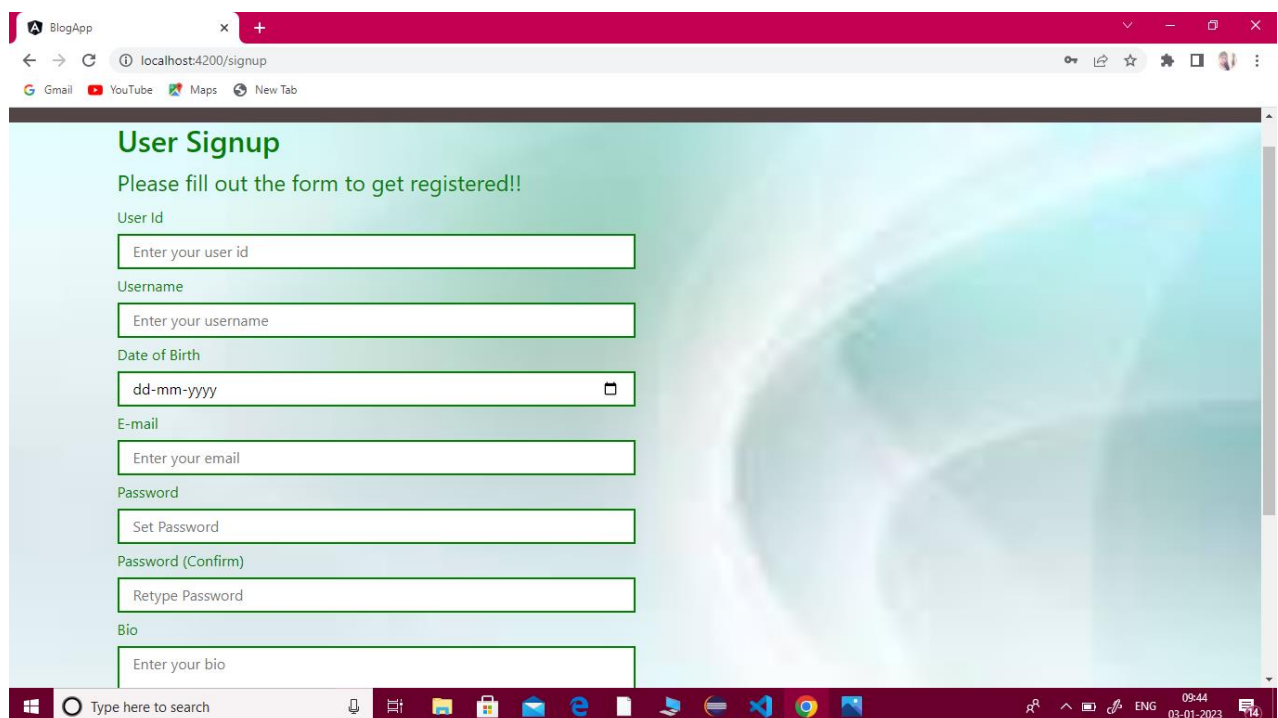 BlogApp
localhost:4200/signup
Gmail YouTube Maps New Tab
User Signup
Please fill out the form to get registered!!
User Id
Enter your user id
Username
Enter your username
Date of Birth
dd-mm-yyyy
E-mail
Enter your email
Password
Set Password
Password (Confirm)
Retype Password
Bio
Enter your bio
Type here to search
ENG
09:44
03-01-2023
14